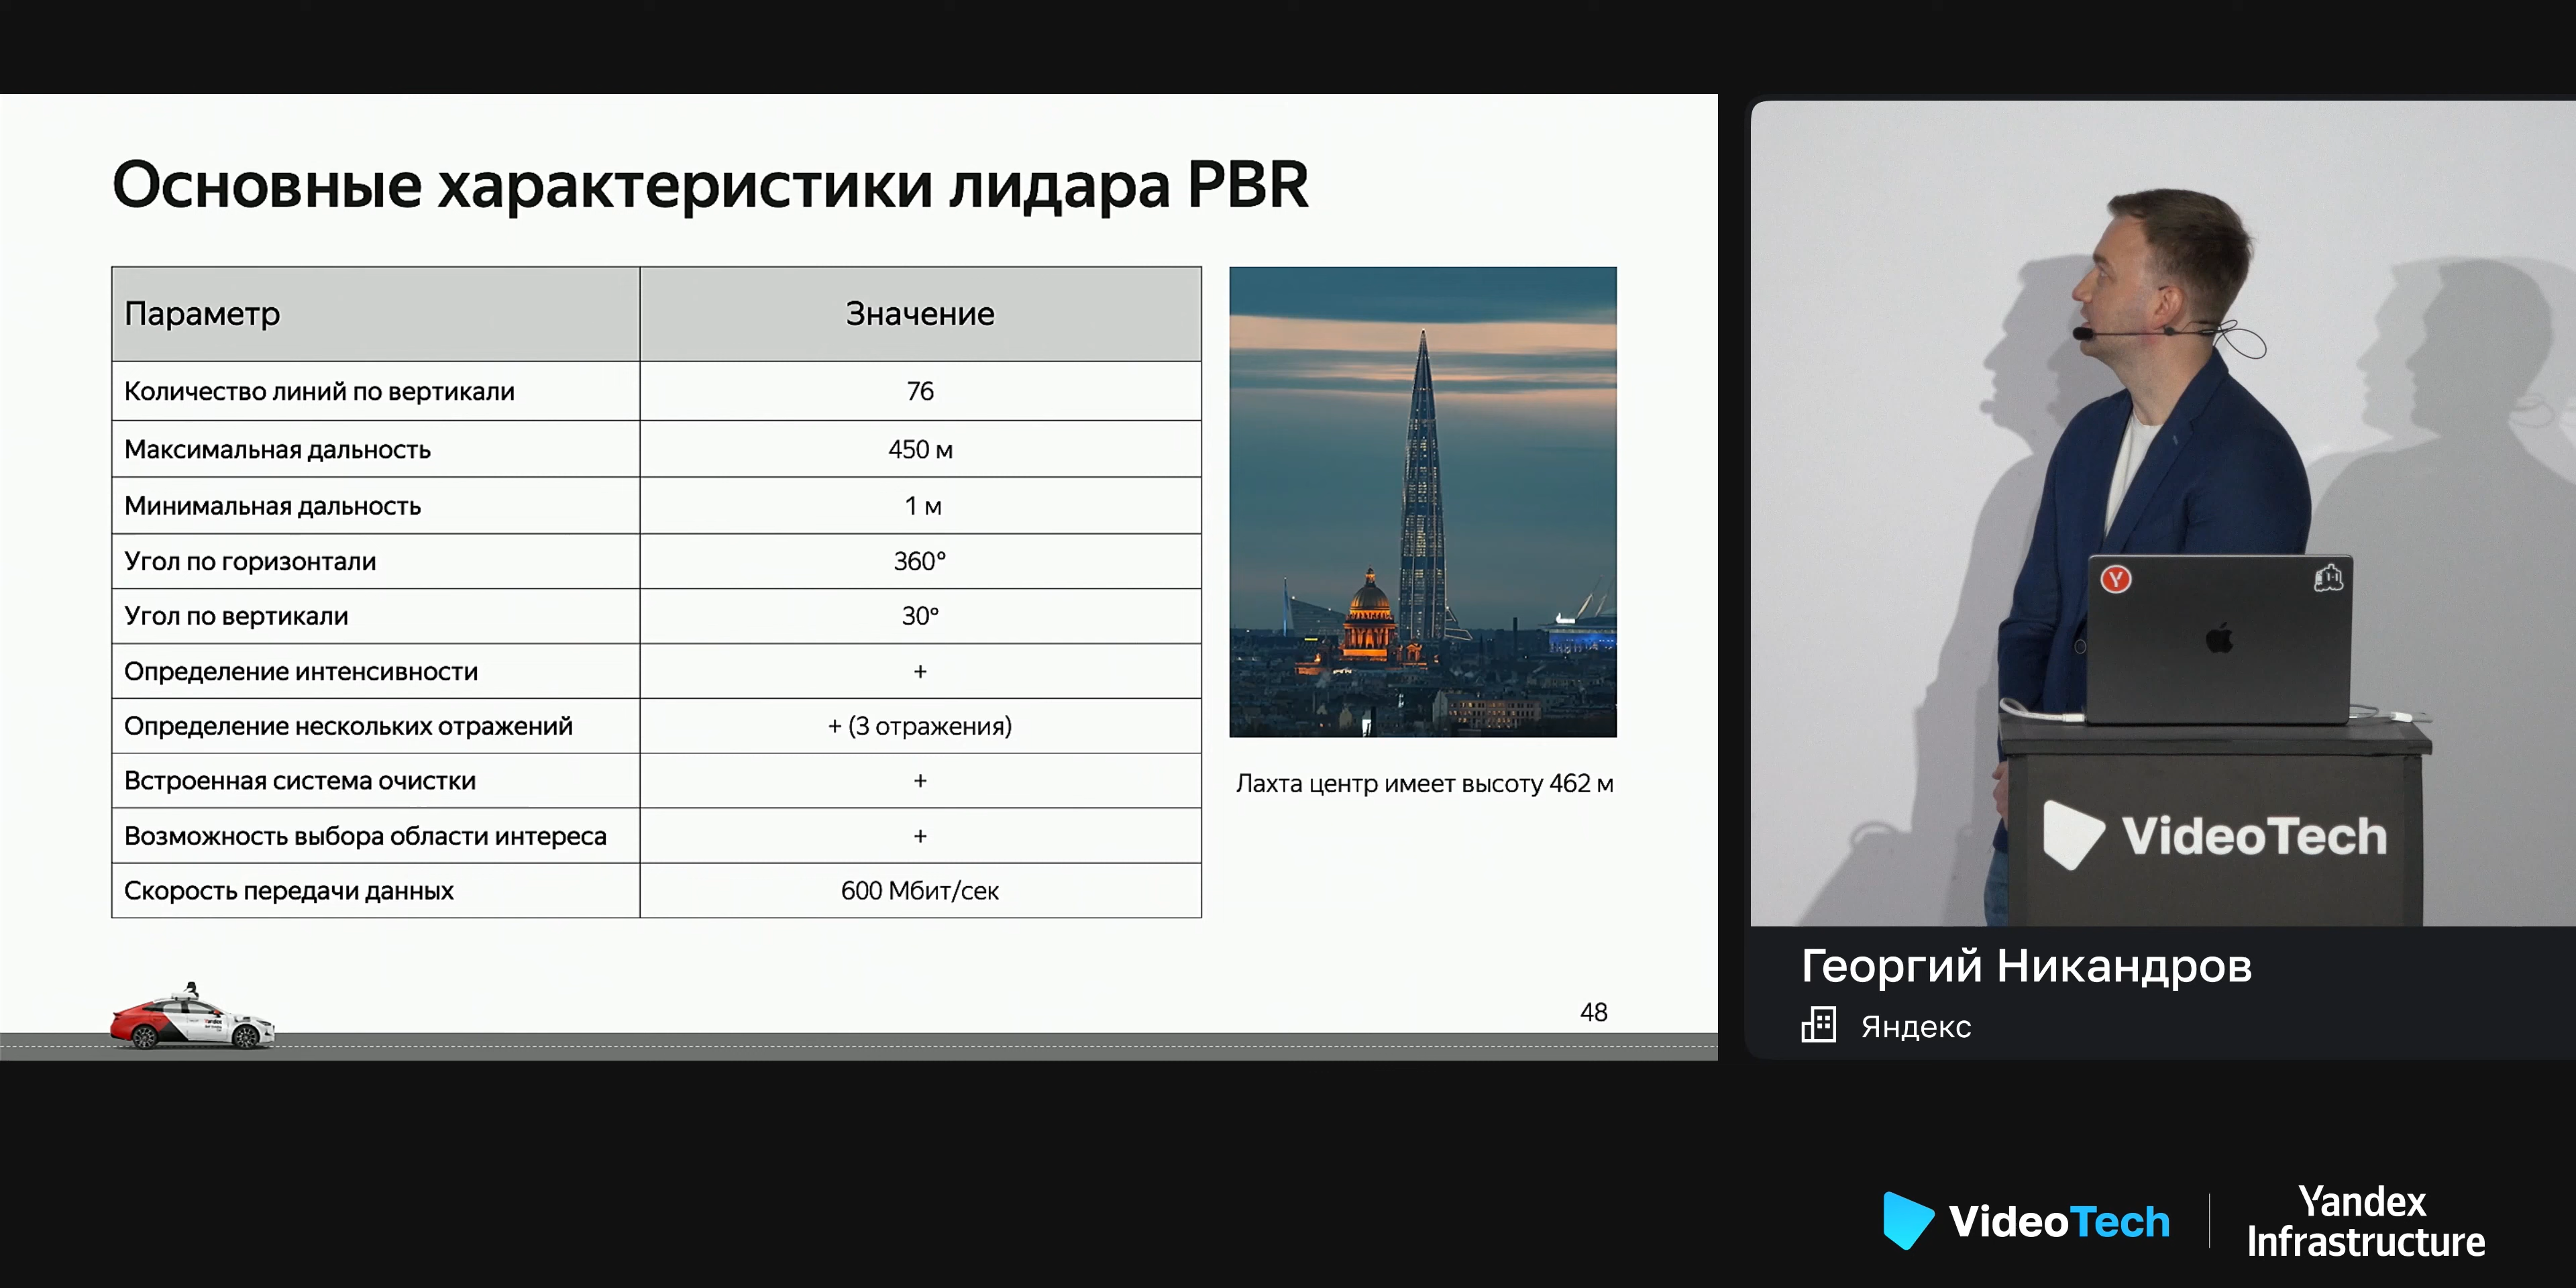 Основные характеристики лидара PBR
Параметр Значение
Количество линий по вертикали 76
Максимальная дальность 450 м
Минимальная дальность 1 м
Угол по горизонтали 360°
Угол по вертикали 30°
Определение интенсивности +
Определение нескольких отражений + (3 отражения)
Встроенная система очистки +
Возможность выбора области интереса +
Скорость передачи данных 600 Мбит/сек
Лахта центр имеет высоту 462 м
48
Y
VideoTech
Георгий Никандров
Яндекс
VideoTech
Yandex
Infrastructure